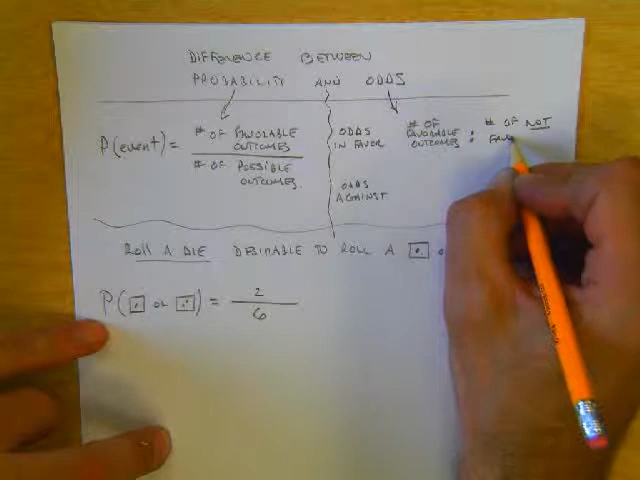 DIFFERENCE BETWEEN
PROBABILITY AND ODDS
P(event) = # OF FAVORABLE OUTCOMES
# OF POSSIBLE OUTCOMES
ODDS IN FAVOR
# OF FAVORABLE OUTCOMES : # OF NOT FAVO
ODDS AGAINST
ROLL A DIE DESIRABLE TO ROLL A
P( OR ) = 2
6